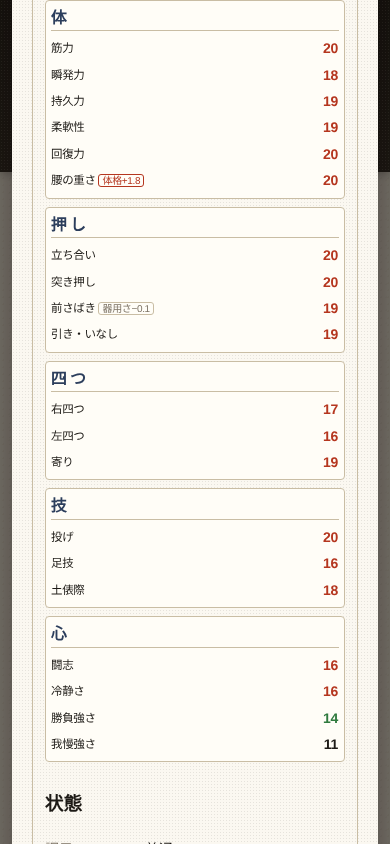 体
筋力 20
瞬発力 18
持久力 19
柔軟性 19
回復力 20
腰の重さ 体格+1.8 20
押し
立ち合い 20
突き押し 20
前さばき 器用さ−0.1 19
引き・いなし 19
四つ
右四つ 17
左四つ 16
寄り 19
技
投げ 20
足技 16
土俵際 18
心
闘志 16
冷静さ 16
勝負強さ 14
我慢強さ 11
状態